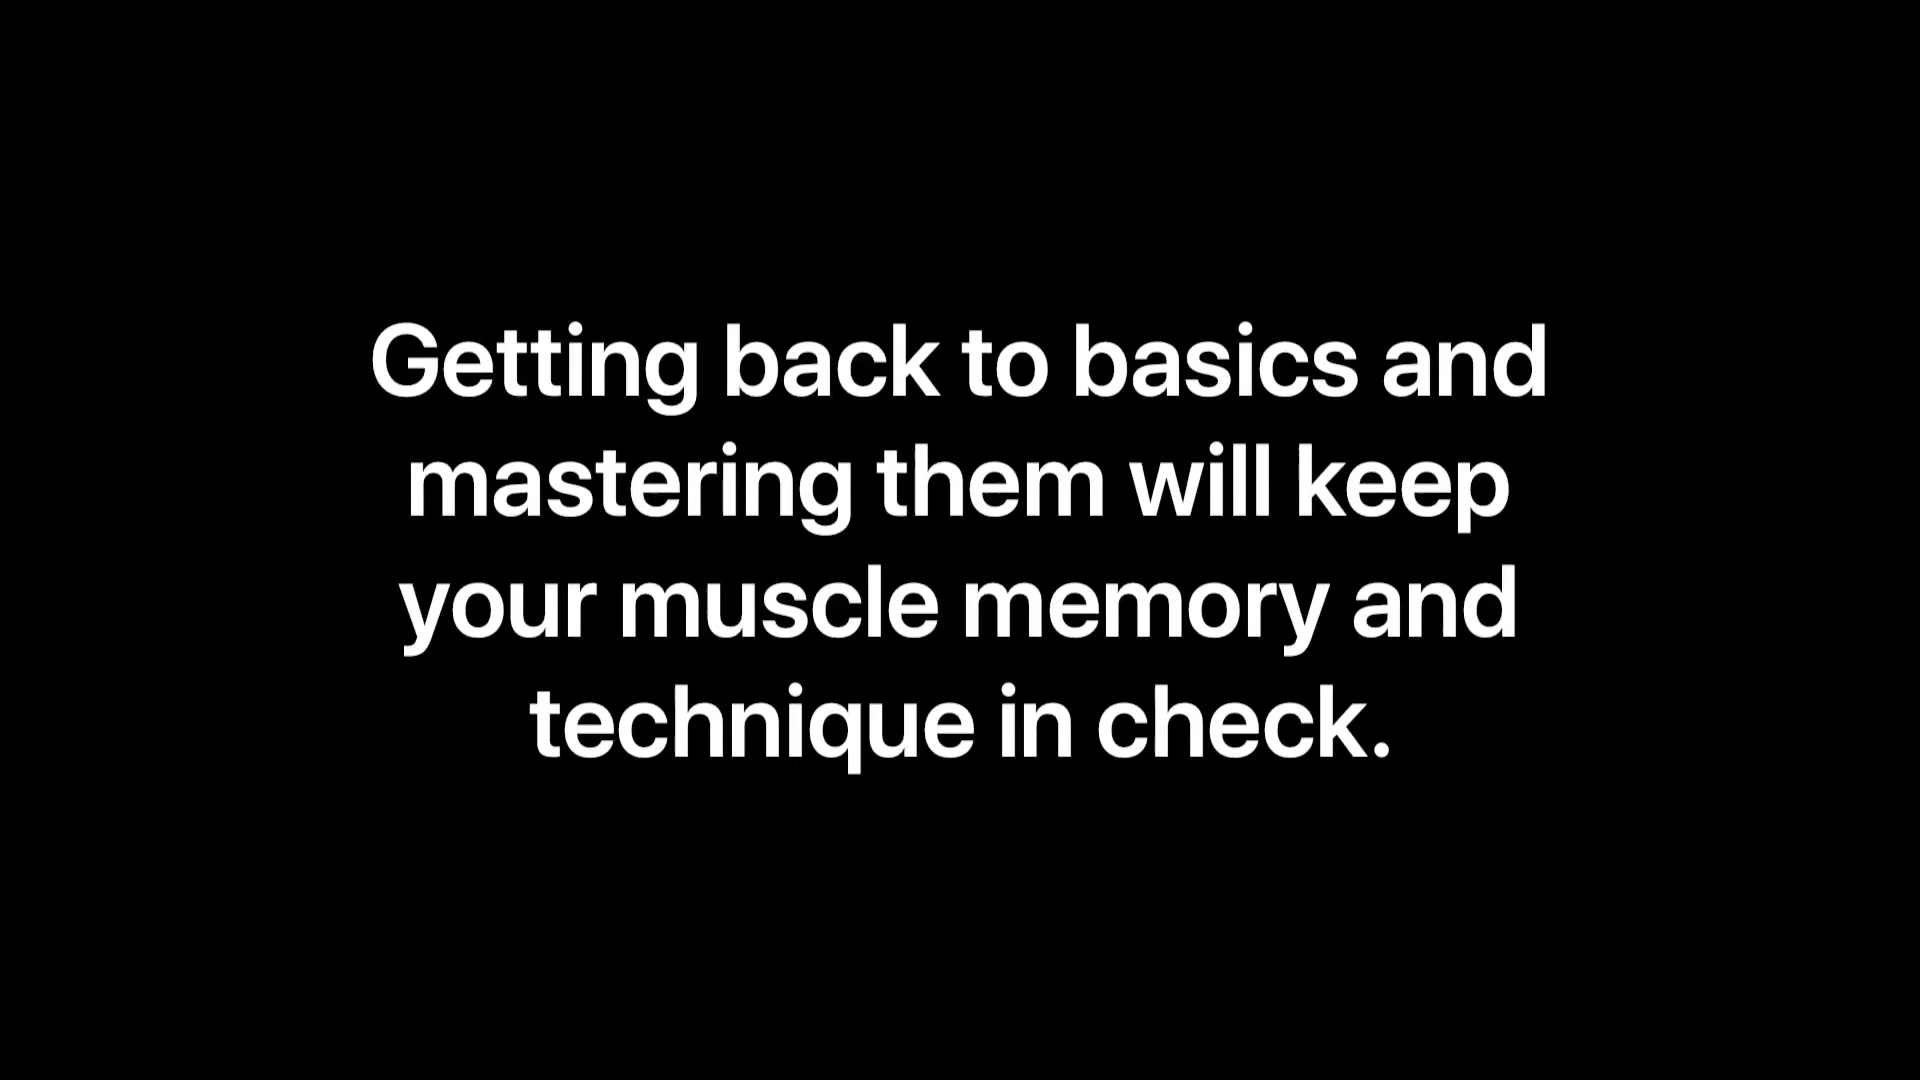 Getting back to basics and
mastering them will keep
your muscle memory and
technique in check.